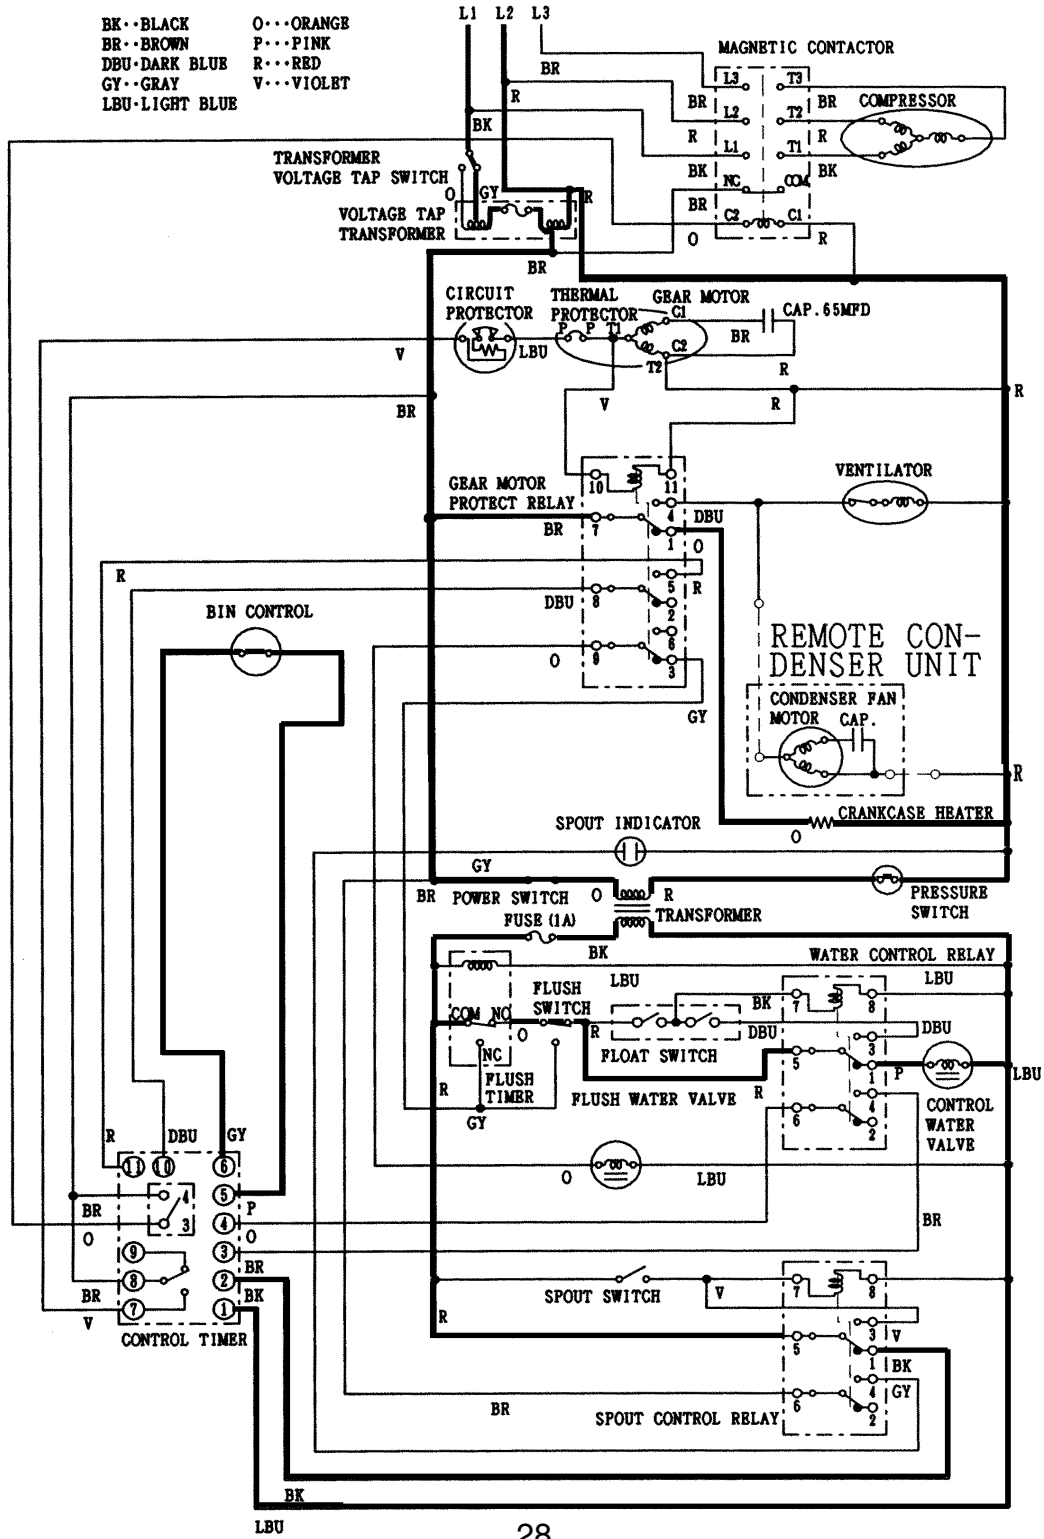 BK··BLACK O···ORANGE
BR··BROWN P···PINK
DBU·DARK BLUE R···RED
GY··GRAY V···VIOLET
LBU·LIGHT BLUE
L1 L2 L3
BR
R
BK
MAGNETIC CONTACTOR
L3 T3
BR BR
L2 T2
R R
L1 T1
BK BK
NC COM
BR
C2 C1
O R
COMPRESSOR
TRANSFORMER
VOLTAGE TAP SWITCH
O GY R
VOLTAGE TAP
TRANSFORMER
BR
CIRCUIT
PROTECTOR
THERMAL
PROTECTOR
GEAR MOTOR
CAP.65MFD
P P T1 C1
C2
T2
BR
V LBU
R
V R
R
BR
GEAR MOTOR
PROTECT RELAY
10 11
4
7 1
5
8 2
6
9 3
BR
DBU
O
R
DBU
O
GY
VENTILATOR
R
BIN CONTROL
REMOTE CON-
DENSER UNIT
CONDENSER FAN
MOTOR CAP.
R
CRANKCASE HEATER
O
SPOUT INDICATOR
GY
BR POWER SWITCH O R
PRESSURE
SWITCH
FUSE (1A)
TRANSFORMER
BK
LBU
WATER CONTROL RELAY
LBU
FLUSH
SWITCH
BK
COM NO
O R
NC
FLOAT SWITCH
DBU
7 8
3
5 1
4
6 2
DBU
P
LBU
FLUSH
TIMER
R
GY
FLUSH WATER VALVE
R
CONTROL
WATER
VALVE
O LBU
BR
R DBU GY
11 10 6
4 5
3 4
9 3
8 2
7 1
BR
O
P
O
BR
BK
BR
V
CONTROL TIMER
SPOUT SWITCH
V
R
7 8
3
5 1
4
6 2
V
BK
GY
BR
SPOUT CONTROL RELAY
BK
LBU
28